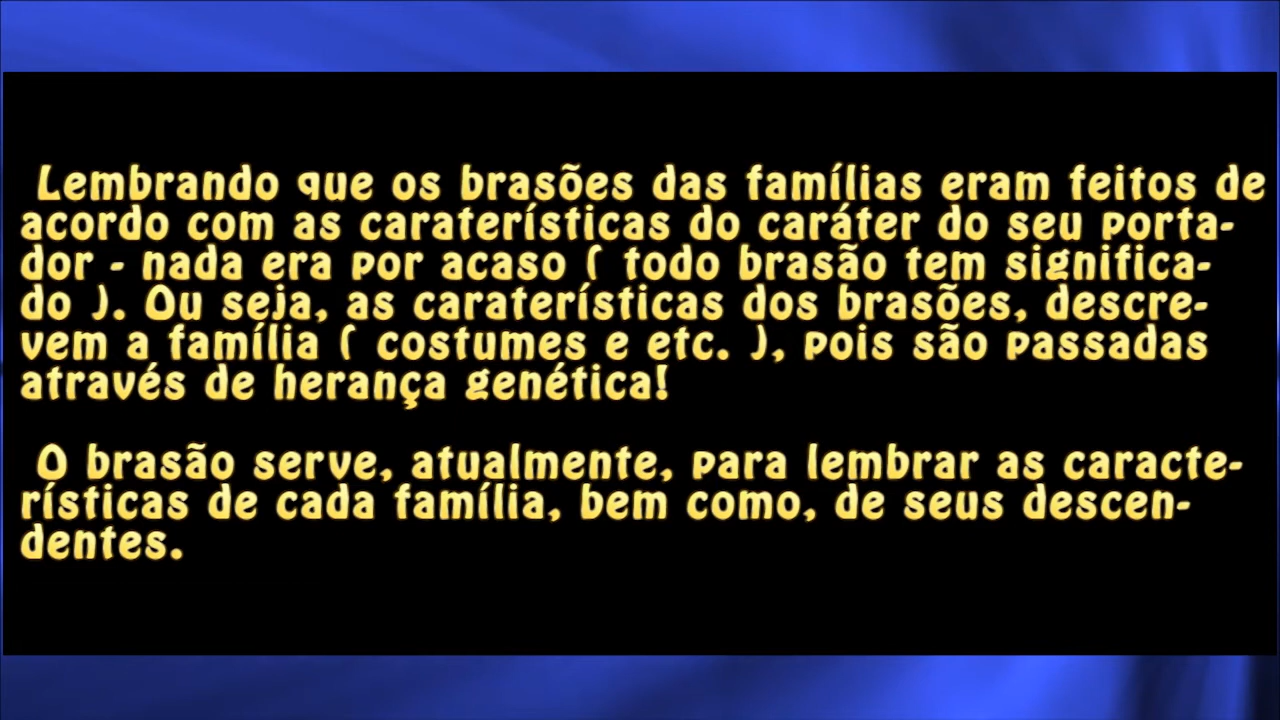 Lembrando que os brasões das famílias eram feitos de
acordo com as caraterísticas do caráter do seu porta-
dor - nada era por acaso ( todo brasão tem significa-
do ). Ou seja, as caraterísticas dos brasões, descre-
vem a família ( costumes e etc. ), pois são passadas
através de herança genética!
O brasão serve, atualmente, para lembrar as caracte-
rísticas de cada família, bem como, de seus descen-
dentes.